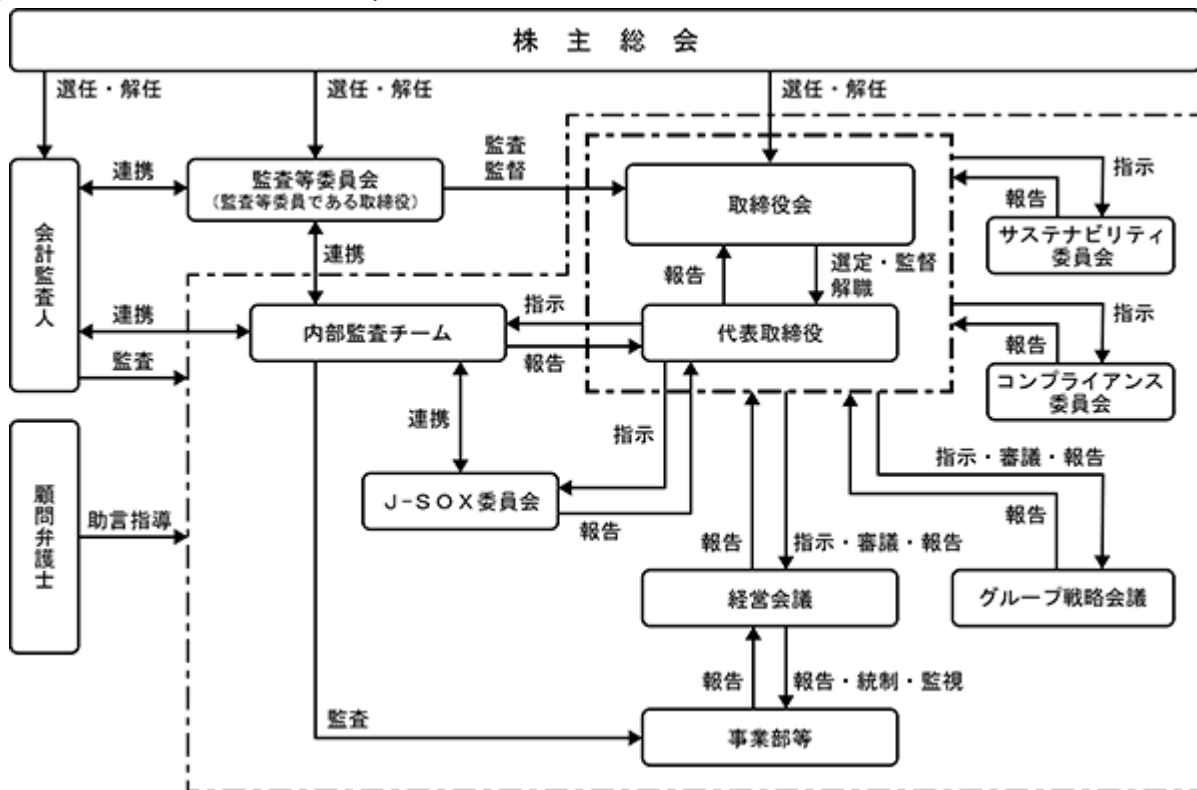 株主総会
選任・解任
選任・解任
選任・解任
監査
監督
連携
監査等委員会
(監査等委員である取締役)
取締役会
指示
報告
サステナビリティ
委員会
会計監査人
連携
報告
選定・監督
解職
連携
内部監査チーム
指示
報告
代表取締役
指示
報告
コンプライアンス
委員会
監査
連携
指示
J-SOX委員会
報告
指示・審議・報告
報告
顧問弁護士
助言指導
報告
指示・審議・報告
経営会議
グループ戦略会議
報告
報告・統制・監視
監査
事業部等